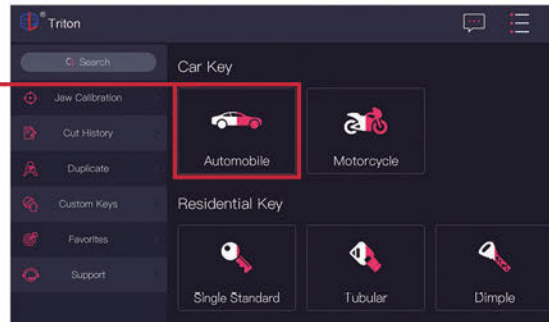 Triton
Search
Jaw Calibration
Cut History
Duplicate
Custom Keys
Favorites
Support
Car Key
Automobile
Motorcycle
Residential Key
Single Standard
Tubular
Dimple